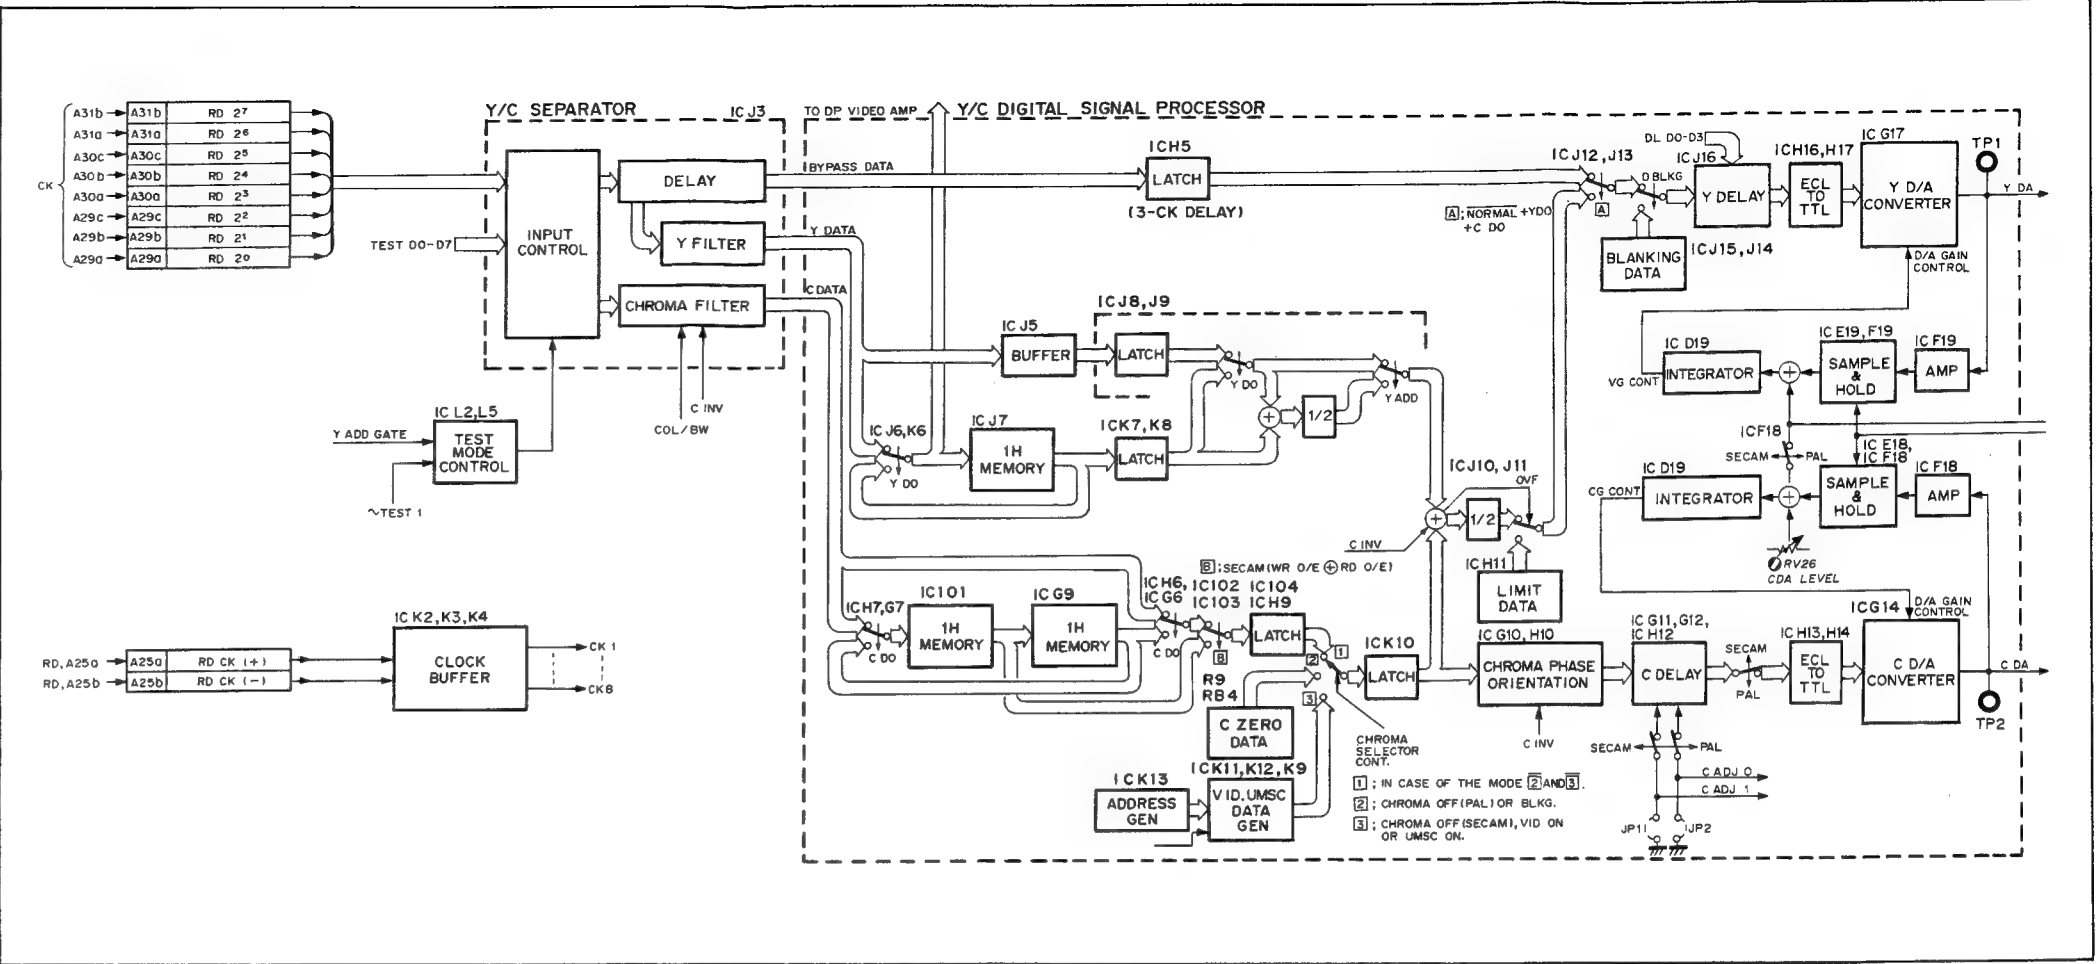 CK
A31b A31b RD 2⁷
A31a A31a RD 2⁶
A30c A30c RD 2⁵
A30b A30b RD 2⁴
A30a A30a RD 2³
A29c A29c RD 2²
A29b A29b RD 2¹
A29a A29a RD 2⁰
Y/C SEPARATOR
IC J3
INPUT
CONTROL
TEST D0-D7
DELAY
Y FILTER
CHROMA FILTER
C INV
COL/BW
IC L2, L5
Y ADD GATE
TEST
MODE
CONTROL
~TEST 1
IC K2, K3, K4
RD, A25a A25a RD CK (+)
RD, A25b A25b RD CK (-)
CLOCK
BUFFER
CK 1
CK8
TO DP VIDEO AMP
Y/C DIGITAL SIGNAL PROCESSOR
BYPASS DATA
Y DATA
C DATA
ICH5
LATCH
(3-CK DELAY)
IC J5
BUFFER
ICJ8, J9
LATCH
Y DO
Y ADD
1/2
IC J6, K6
Y DO
IC J7
1H
MEMORY
ICK7, K8
LATCH
ICJ10, J11
OVF
1/2
C INV
ICH11
LIMIT
DATA
B ; SECAM (WR O/E ⊕ RD O/E)
ICH7, G7
C DO
IC101
1H
MEMORY
IC G9
1H
MEMORY
ICH6,
IC G6
C DO
IC102
IC103
B
IC104
ICH9
LATCH
1
2
3
R9
RB4
C ZERO
DATA
ICK10
LATCH
CHROMA
SELECTOR
CONT.
ICK13
ADDRESS
GEN
ICK11, K12, K9
VID. UMSC
DATA
GEN
1 ; IN CASE OF THE MODE 2̅ AND 3̅.
2 ; CHROMA OFF (PAL) OR BLKG.
3 ; CHROMA OFF (SECAM), VID ON
OR UMSC ON.
ICJ12, J13
A
A ; N̅O̅R̅M̅A̅L̅ +YDO
+C DO
D BLKG
BLANKING
DATA
ICJ15, J14
DL D0-D3
ICJ16
Y DELAY
ICH16, H17
ECL
TO
TTL
IC G17
Y D/A
CONVERTER
D/A GAIN
CONTROL
TP1
Y DA
IC D19
INTEGRATOR
VG CONT
IC E19, F19
SAMPLE
&
HOLD
IC F19
AMP
ICF18
SECAM PAL
IC E18,
IC F18,
IC D19
INTEGRATOR
CG CONT
SAMPLE
&
HOLD
IC F18
AMP
RV26
CDA LEVEL
IC G10, H10
CHROMA PHASE
ORIENTATION
C INV
IC G11, G12,
IC H12
C DELAY
SECAM
PAL
ICH13, H14
ECL
TO
TTL
ICG14
D/A GAIN
CONTROL
C D/A
CONVERTER
C DA
TP2
SECAM PAL
C ADJ 0
C ADJ 1
JP1 JP2